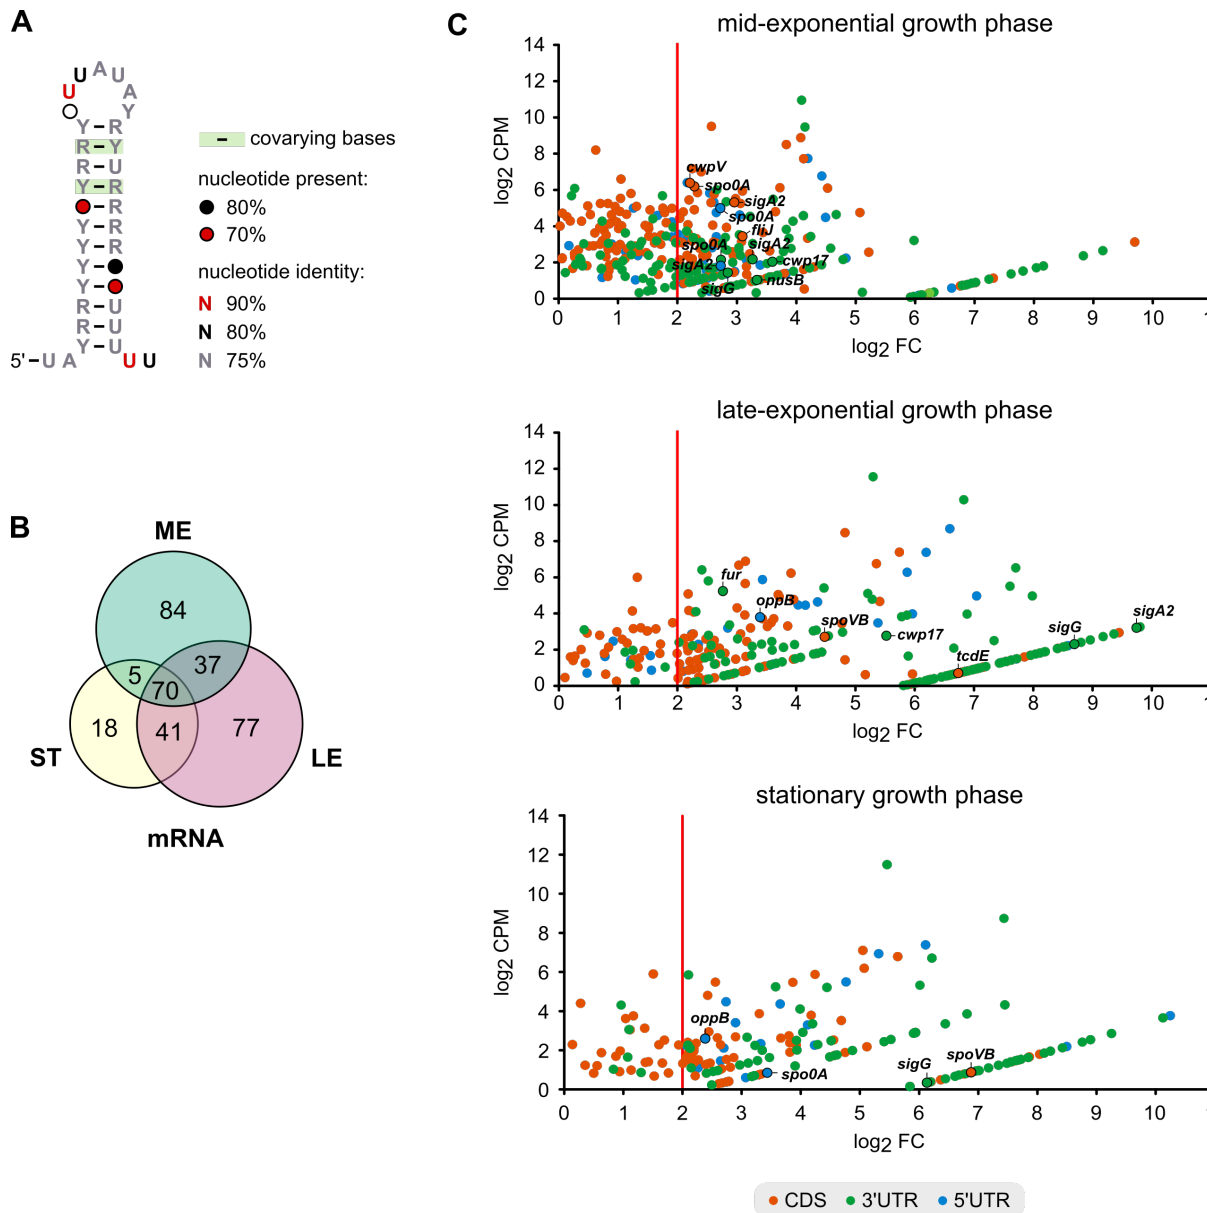 A
U
U
A
U
U
A
Y
Y – R
R – Y
R – U
Y – R
– R
Y – R
Y – R
Y –
Y –
R – U
R – U
Y – U
5' – U A
U U
– covarying bases
nucleotide present:
80%
70%
nucleotide identity:
N 90%
N 80%
N 75%
B
ME
84
5
37
70
18
41
77
ST
LE
mRNA
C
mid-exponential growth phase
log2 CPM
14
12
10
8
6
4
2
0
cwpV
spo0A
sigA2
spo0A
fliJ
spo0A
sigA2
sigA2
cwp17
sigG
nusB
0 1 2 3 4 5 6 7 8 9 10
log2 FC
late-exponential growth phase
log2 CPM
14
12
10
8
6
4
2
0
fur
oppB
spoVB
cwp17
sigA2
sigG
tcdE
0 1 2 3 4 5 6 7 8 9 10
log2 FC
stationary growth phase
log2 CPM
14
12
10
8
6
4
2
0
oppB
spo0A
sigG
spoVB
0 1 2 3 4 5 6 7 8 9 10
log2 FC
CDS 3'UTR 5'UTR